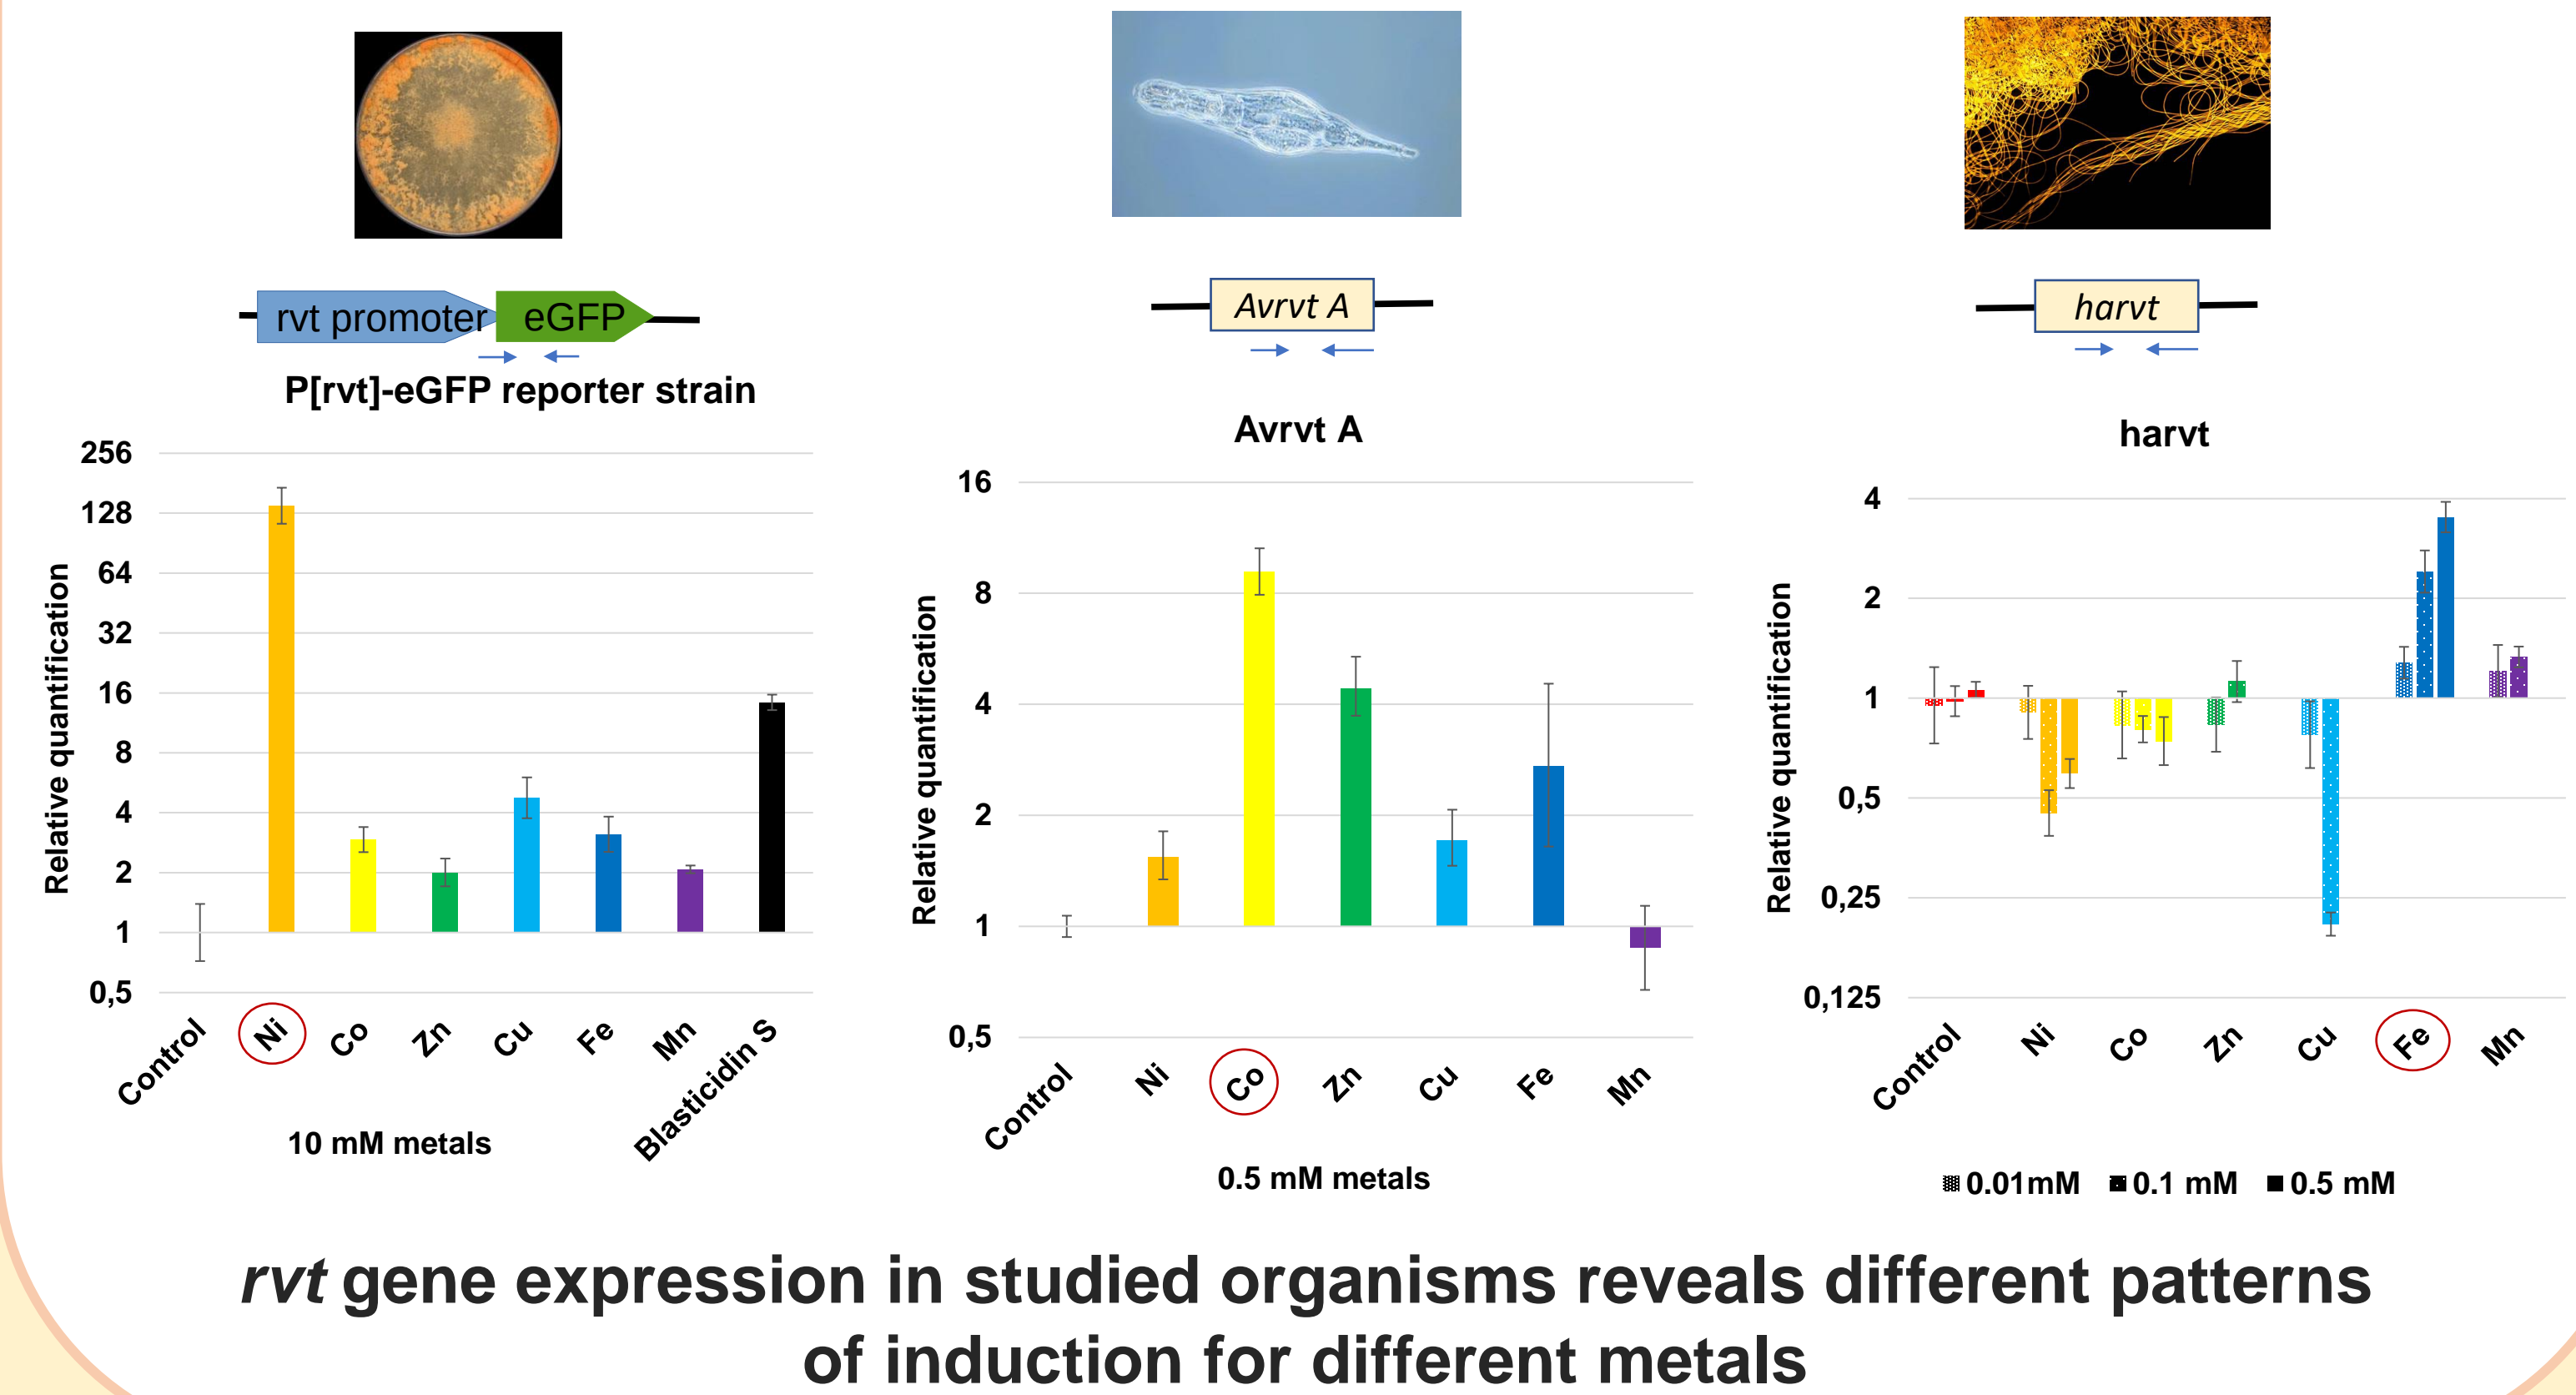 rvt promoter
eGFP
P[rvt]-eGFP reporter strain
Relative quantification
256
128
64
32
16
8
4
2
1
0,5
Control
Ni
Co
Zn
Cu
Fe
Mn
Blasticidin S
10 mM metals
Avrvt A
Avrvt A
Relative quantification
16
8
4
2
1
0,5
Control
Ni
Co
Zn
Cu
Fe
Mn
0.5 mM metals
harvt
harvt
Relative quantification
4
2
1
0,5
0,25
0,125
Control
Ni
Co
Zn
Cu
Fe
Mn
0.01mM 0.1 mM 0.5 mM
rvt gene expression in studied organisms reveals different patterns
of induction for different metals